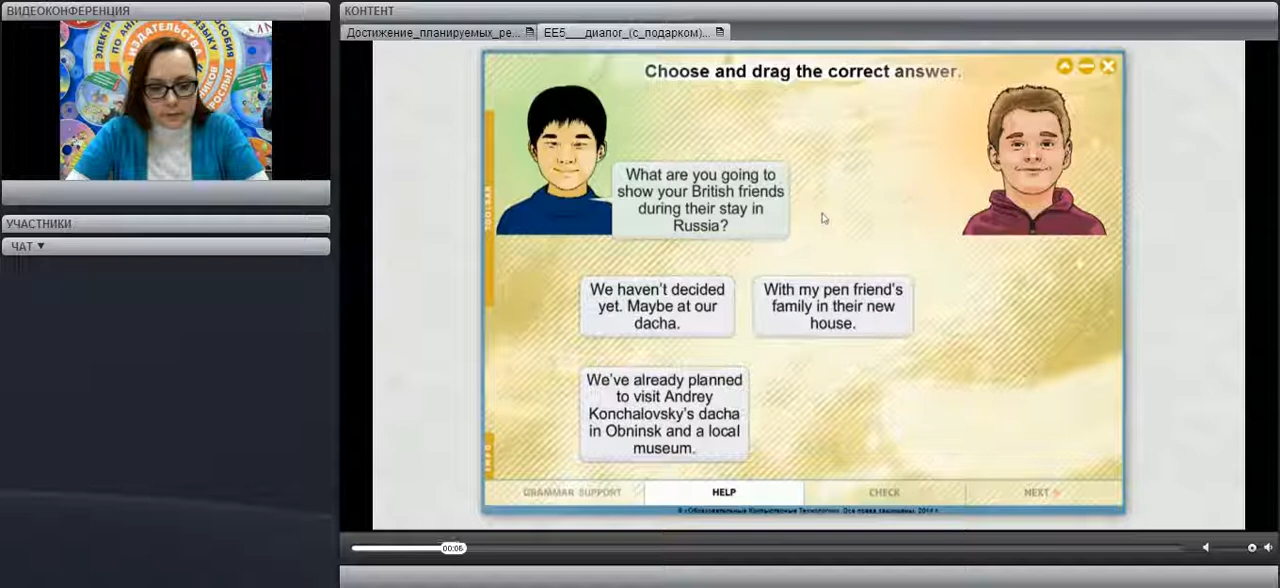 ВИДЕОКОНФЕРЕНЦИЯ
ИЗДАТЕЛЬСТВА
УЧАСТНИКИ
ЧАТ ▼
КОНТЕНТ
Достижение_планируемых_ре...
EE5___диалог_(с_подарком)...
Choose and drag the correct answer.
What are you going to
show your British friends
during their stay in
Russia?
We haven't decided
yet. Maybe at our
dacha.
With my pen friend's
family in their new
house.
We've already planned
to visit Andrey
Konchalovsky's dacha
in Obninsk and a local
museum.
GRAMMAR SUPPORT
HELP
CHECK
NEXT
00:06